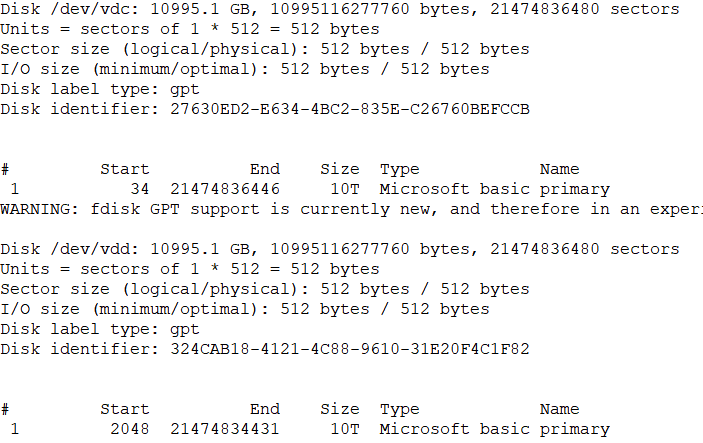 Disk /dev/vdc: 10995.1 GB, 10995116277760 bytes, 21474836480 sectors
Units = sectors of 1 * 512 = 512 bytes
Sector size (logical/physical): 512 bytes / 512 bytes
I/O size (minimum/optimal): 512 bytes / 512 bytes
Disk label type: gpt
Disk identifier: 27630ED2-E634-4BC2-835E-C26760BEFCCB
#         Start          End    Size  Type            Name
 1           34  21474836446     10T  Microsoft basic primary
WARNING: fdisk GPT support is currently new, and therefore in an experi
Disk /dev/vdd: 10995.1 GB, 10995116277760 bytes, 21474836480 sectors
Units = sectors of 1 * 512 = 512 bytes
Sector size (logical/physical): 512 bytes / 512 bytes
I/O size (minimum/optimal): 512 bytes / 512 bytes
Disk label type: gpt
Disk identifier: 324CAB18-4121-4C88-9610-31E20F4C1F82
#         Start          End    Size  Type            Name
 1         2048  21474834431     10T  Microsoft basic primary